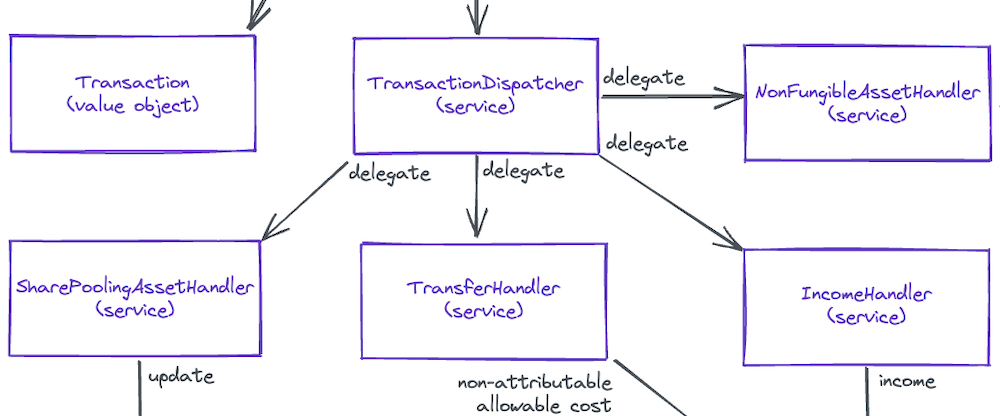 Transaction
(value object)
TransactionDispatcher
(service)
delegate
NonFungibleAssetHandler
(service)
delegate
delegate
delegate
SharePoolingAssetHandler
(service)
TransferHandler
(service)
IncomeHandler
(service)
update
non-attributable
allowable cost
income